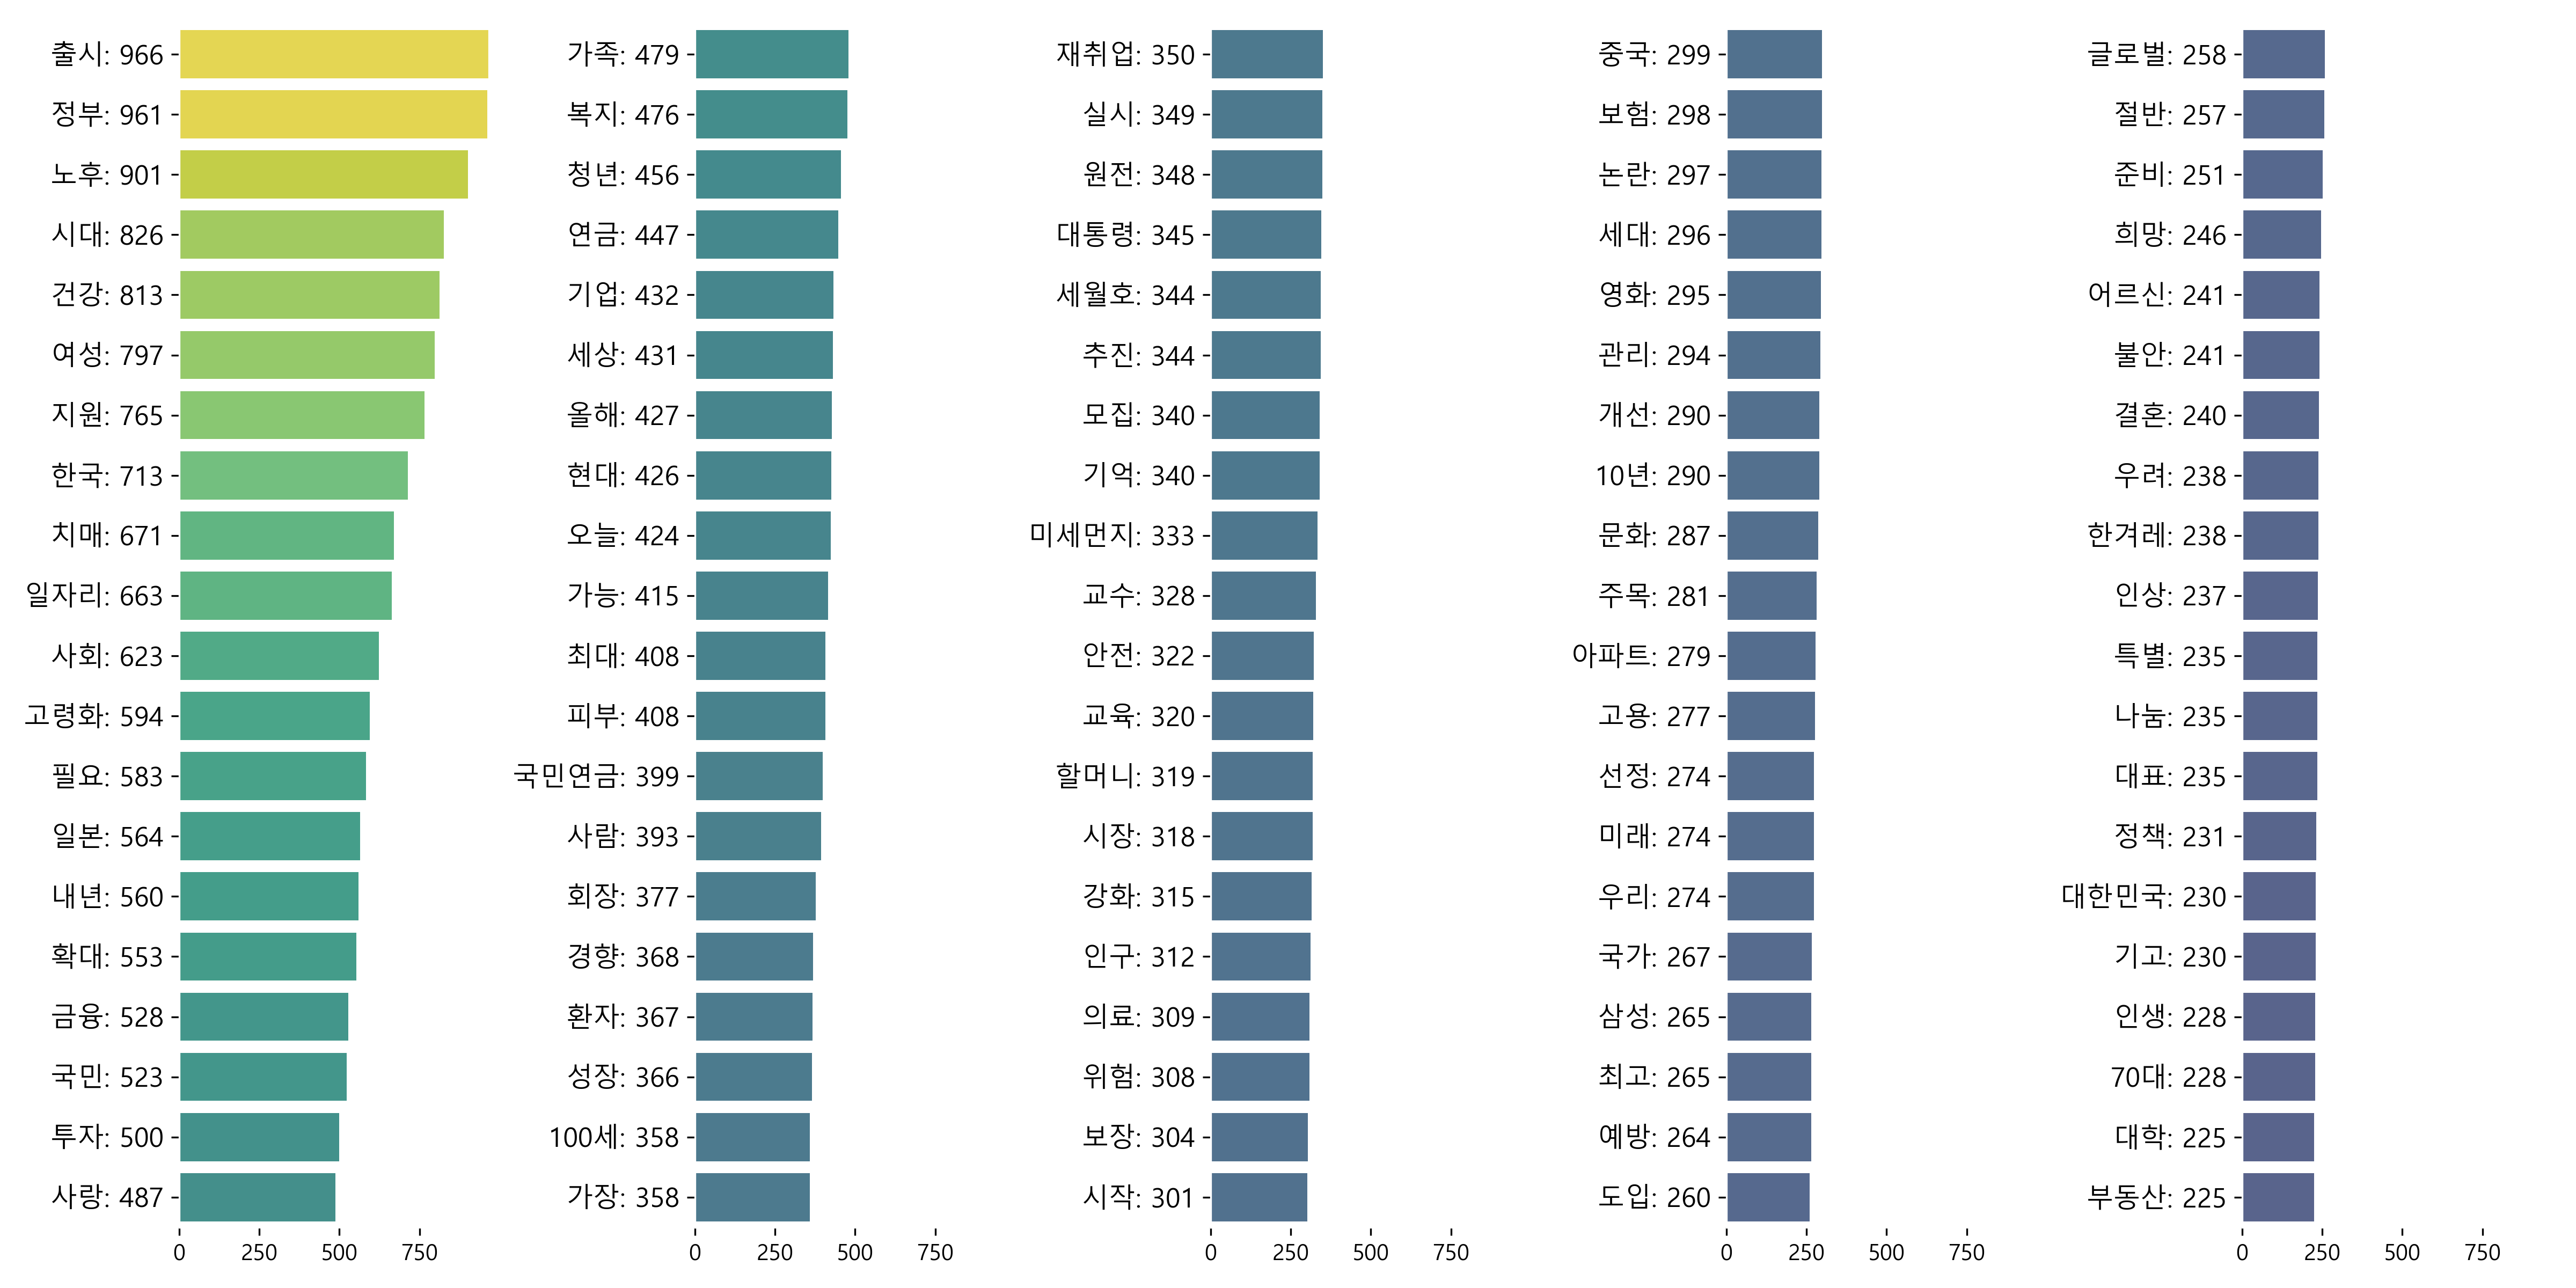 출시: 966
정부: 961
노후: 901
시대: 826
건강: 813
여성: 797
지원: 765
한국: 713
치매: 671
일자리: 663
사회: 623
고령화: 594
필요: 583
일본: 564
내년: 560
확대: 553
금융: 528
국민: 523
투자: 500
사랑: 487
0 250 500 750
가족: 479
복지: 476
청년: 456
연금: 447
기업: 432
세상: 431
올해: 427
현대: 426
오늘: 424
가능: 415
최대: 408
피부: 408
국민연금: 399
사람: 393
회장: 377
경향: 368
환자: 367
성장: 366
100세: 358
가장: 358
0 250 500 750
재취업: 350
실시: 349
원전: 348
대통령: 345
세월호: 344
추진: 344
모집: 340
기억: 340
미세먼지: 333
교수: 328
안전: 322
교육: 320
할머니: 319
시장: 318
강화: 315
인구: 312
의료: 309
위험: 308
보장: 304
시작: 301
0 250 500 750
중국: 299
보험: 298
논란: 297
세대: 296
영화: 295
관리: 294
개선: 290
10년: 290
문화: 287
주목: 281
아파트: 279
고용: 277
선정: 274
미래: 274
우리: 274
국가: 267
삼성: 265
최고: 265
예방: 264
도입: 260
0 250 500 750
글로벌: 258
절반: 257
준비: 251
희망: 246
어르신: 241
불안: 241
결혼: 240
우려: 238
한겨레: 238
인상: 237
특별: 235
나눔: 235
대표: 235
정책: 231
대한민국: 230
기고: 230
인생: 228
70대: 228
대학: 225
부동산: 225
0 250 500 750